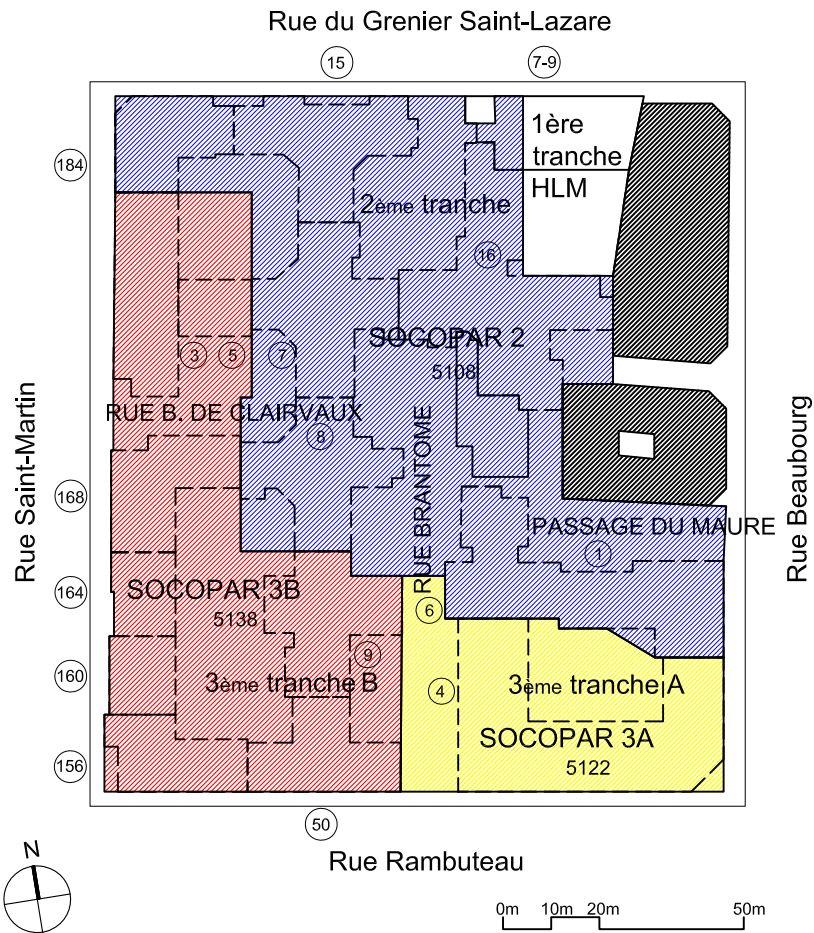 Rue du Grenier Saint-Lazare
15
7-9
1ère
tranche
HLM
184
2ème tranche
16
SOCOPAR 2
5108
3
5
7
RUE B. DE CLAIRVAUX
8
RUE BRANTOME
Rue Saint-Martin
Rue Beaubourg
168
PASSAGE DU MAURE
1
164
SOCOPAR 3B
5138
6
9
160
3ème tranche B
4
3ème tranche A
SOCOPAR 3A
5122
156
50
Rue Rambuteau
N
0m 10m 20m 50m